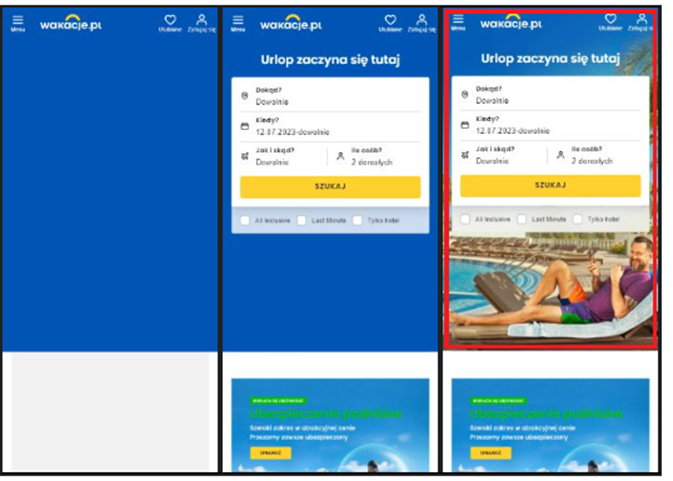 Menu
wakacje.pl
Ulubione
Zaloguj się
Menu
wakacje.pl
Ulubione
Zaloguj się
Urlop zaczyna się tutaj
Dokąd?
Dowolnie
Kiedy?
12.07.2023-dowolnie
Jak i skąd?
Dowolnie
Ile osób?
2 dorosłych
SZUKAJ
All Inclusive
Last Minute
Tylko hotel
Ubezpieczenie podróżne
Szeroki zakres w atrakcyjnej cenie
Przezorny zawsze ubezpieczony
SPRAWDŹ
Menu
wakacje.pl
Ulubione
Zaloguj się
Urlop zaczyna się tutaj
Dokąd?
Dowolnie
Kiedy?
12.07.2023-dowolnie
Jak i skąd?
Dowolnie
Ile osób?
2 dorosłych
SZUKAJ
All Inclusive
Last Minute
Tylko hotel
Ubezpieczenie podróżne
Szeroki zakres w atrakcyjnej cenie
Przezorny zawsze ubezpieczony
SPRAWDŹ